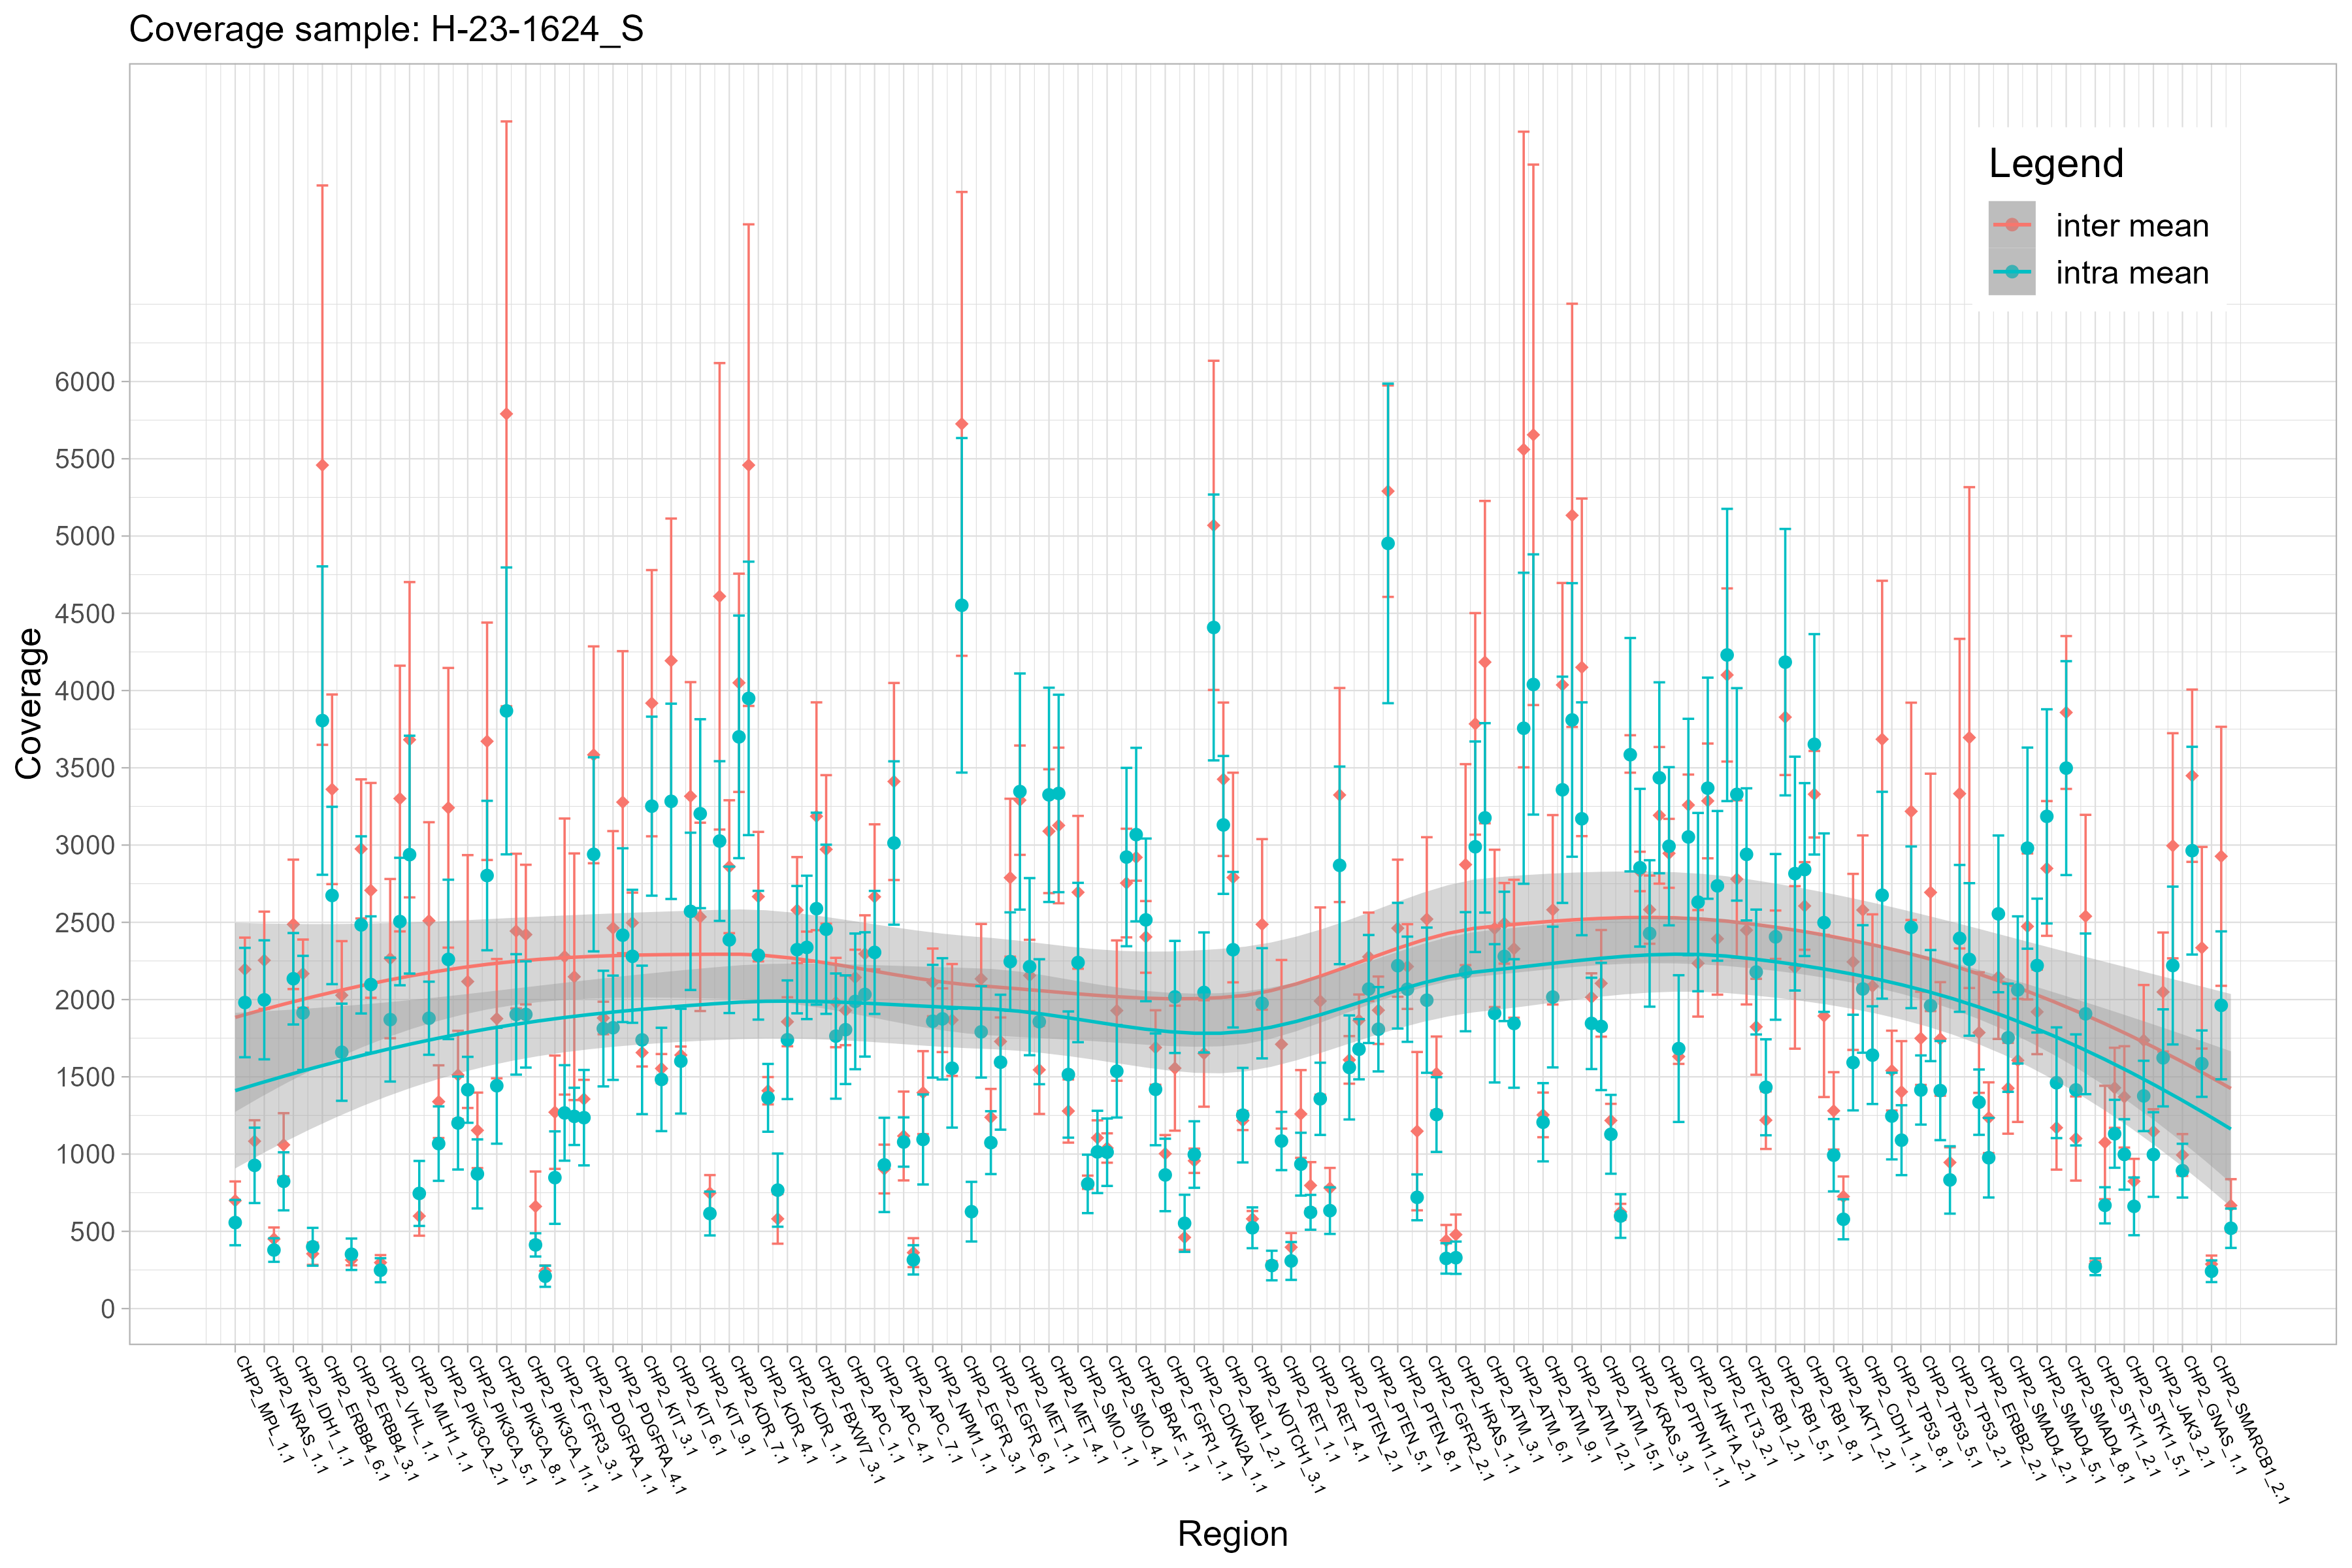 Coverage sample: H-23-1624_S
Legend
inter mean
intra mean
Coverage
6000
5500
5000
4500
4000
3500
3000
2500
2000
1500
1000
500
0
CHP2_MPL_1.1
CHP2_NRAS_1.1
CHP2_IDH1_1.1
CHP2_ERBB4_6.1
CHP2_ERBB4_3.1
CHP2_VHL_1.1
CHP2_MLH1_1.1
CHP2_PIK3CA_2.1
CHP2_PIK3CA_5.1
CHP2_PIK3CA_8.1
CHP2_PIK3CA_11.1
CHP2_FGFR3_3.1
CHP2_PDGFRA_1.1
CHP2_PDGFRA_4.1
CHP2_KIT_3.1
CHP2_KIT_6.1
CHP2_KIT_9.1
CHP2_KDR_7.1
CHP2_KDR_4.1
CHP2_KDR_1.1
CHP2_FBXW7_3.1
CHP2_APC_1.1
CHP2_APC_4.1
CHP2_APC_7.1
CHP2_NPM1_1.1
CHP2_EGFR_3.1
CHP2_EGFR_6.1
CHP2_MET_1.1
CHP2_MET_4.1
CHP2_SMO_1.1
CHP2_SMO_4.1
CHP2_BRAF_1.1
CHP2_FGFR1_1.1
CHP2_CDKN2A_1.1
CHP2_ABL1_2.1
CHP2_NOTCH1_3.1
CHP2_RET_1.1
CHP2_RET_4.1
CHP2_PTEN_2.1
CHP2_PTEN_5.1
CHP2_PTEN_8.1
CHP2_FGFR2_2.1
CHP2_HRAS_1.1
CHP2_ATM_3.1
CHP2_ATM_6.1
CHP2_ATM_9.1
CHP2_ATM_12.1
CHP2_ATM_15.1
CHP2_KRAS_3.1
CHP2_PTPN11_1.1
CHP2_HNF1A_2.1
CHP2_FLT3_2.1
CHP2_RB1_2.1
CHP2_RB1_5.1
CHP2_RB1_8.1
CHP2_AKT1_2.1
CHP2_CDH1_1.1
CHP2_TP53_8.1
CHP2_TP53_5.1
CHP2_TP53_2.1
CHP2_ERBB2_2.1
CHP2_SMAD4_2.1
CHP2_SMAD4_5.1
CHP2_SMAD4_8.1
CHP2_STK11_2.1
CHP2_STK11_5.1
CHP2_JAK3_2.1
CHP2_GNAS_1.1
CHP2_SMARCB1_2.1
Region